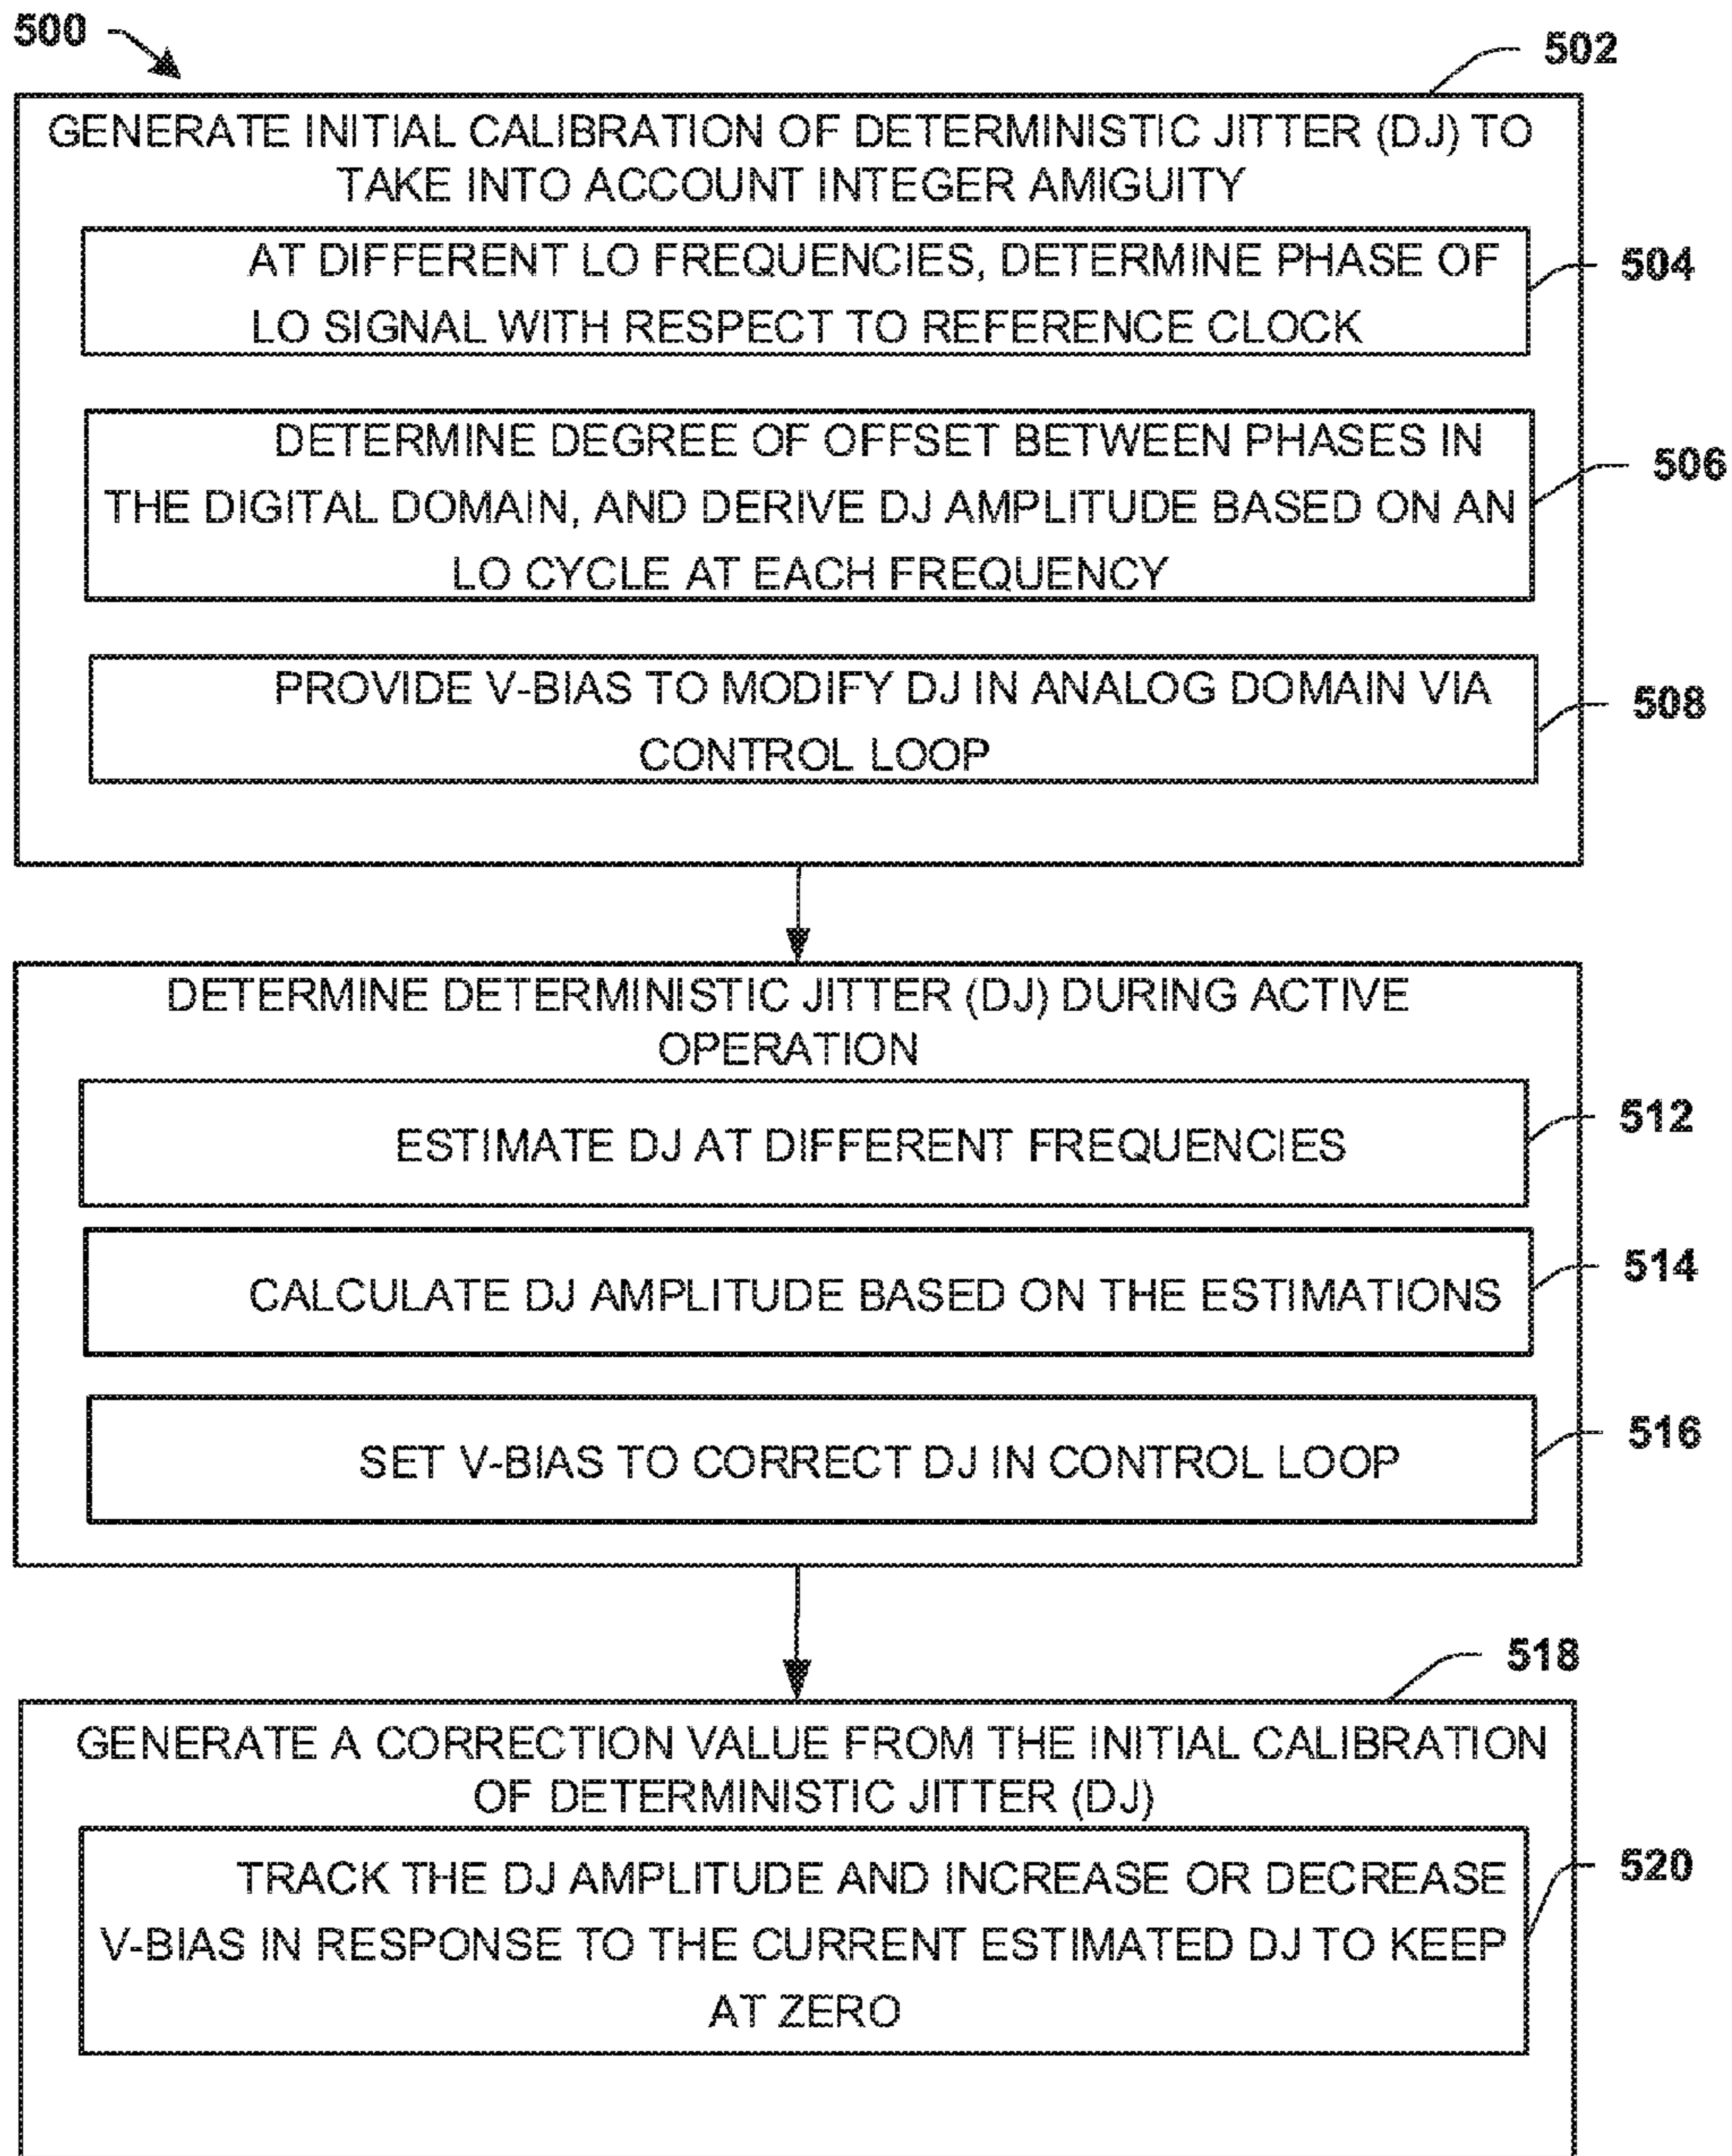 500
502
GENERATE INITIAL CALIBRATION OF DETERMINISTIC JITTER (DJ) TO
TAKE INTO ACCOUNT INTEGER AMIGUITY
AT DIFFERENT LO FREQUENCIES, DETERMINE PHASE OF
LO SIGNAL WITH RESPECT TO REFERENCE CLOCK
504
DETERMINE DEGREE OF OFFSET BETWEEN PHASES IN
THE DIGITAL DOMAIN, AND DERIVE DJ AMPLITUDE BASED ON AN
LO CYCLE AT EACH FREQUENCY
506
PROVIDE V-BIAS TO MODIFY DJ IN ANALOG DOMAIN VIA
CONTROL LOOP
508
DETERMINE DETERMINISTIC JITTER (DJ) DURING ACTIVE
OPERATION
ESTIMATE DJ AT DIFFERENT FREQUENCIES
512
CALCULATE DJ AMPLITUDE BASED ON THE ESTIMATIONS
514
SET V-BIAS TO CORRECT DJ IN CONTROL LOOP
516
518
GENERATE A CORRECTION VALUE FROM THE INITIAL CALIBRATION
OF DETERMINISTIC JITTER (DJ)
TRACK THE DJ AMPLITUDE AND INCREASE OR DECREASE
V-BIAS IN RESPONSE TO THE CURRENT ESTIMATED DJ TO KEEP
AT ZERO
520